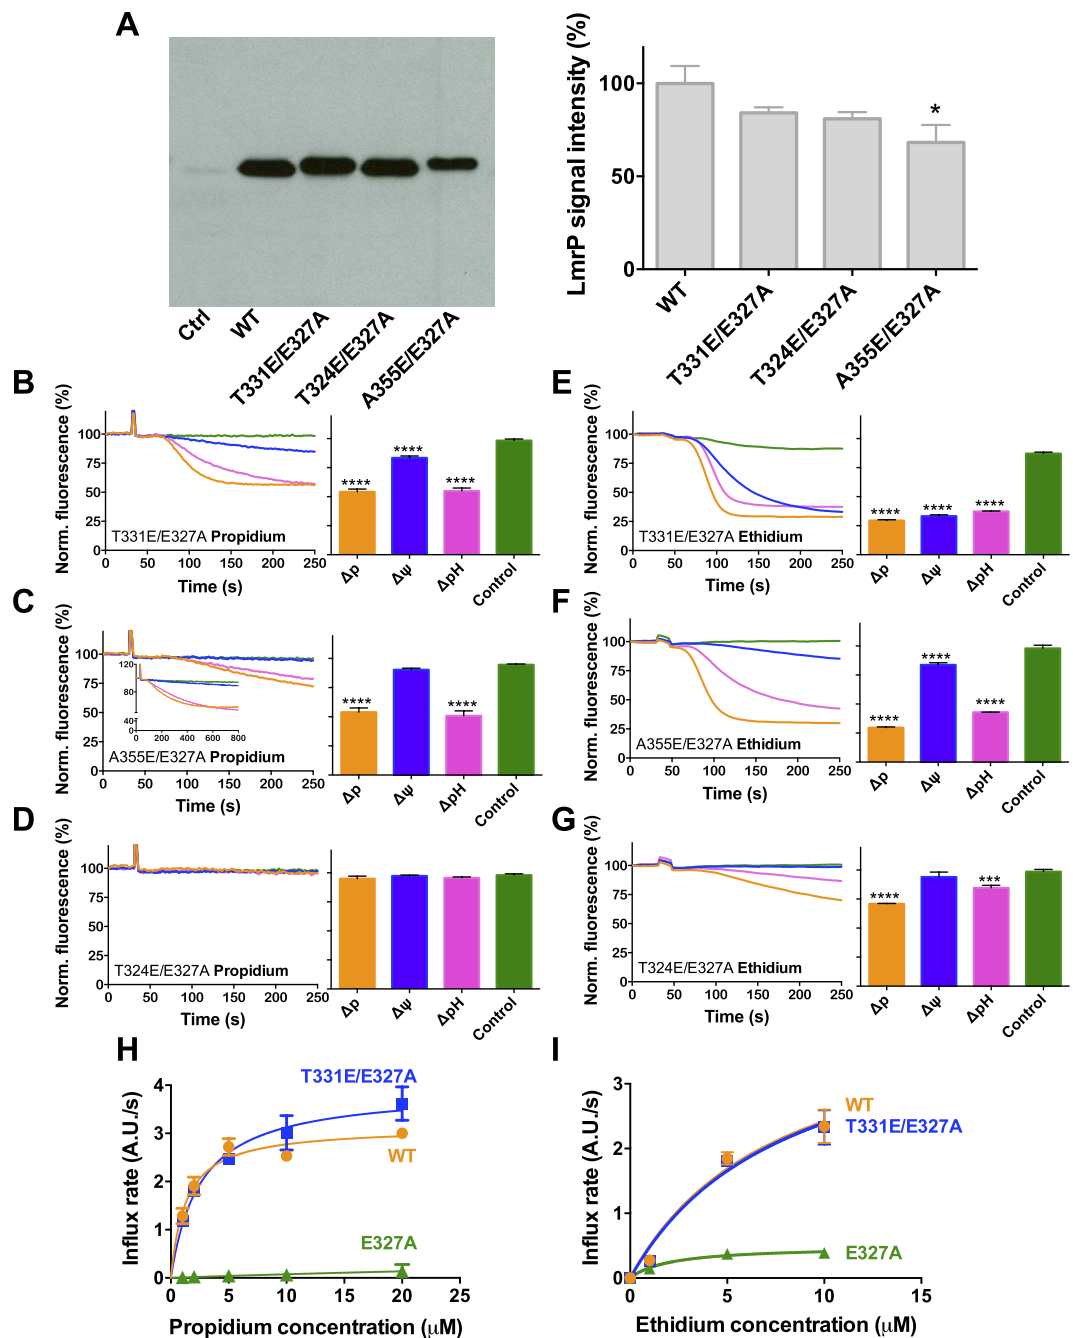 A
LmrP signal intensity (%)
100
50
0
Ctrl
WT
T331E/E327A
T324E/E327A
A355E/E327A
WT
T331E/E327A
T324E/E327A
A355E/E327A
*
B
Norm. fluorescence (%)
100
75
50
25
0
0 50 100 150 200 250
Time (s)
T331E/E327A Propidium
**** **** ****
Δp Δψ ΔpH Control
E
Norm. fluorescence (%)
100
75
50
25
0
0 50 100 150 200 250
Time (s)
T331E/E327A Ethidium
**** **** ****
Δp Δψ ΔpH Control
C
Norm. fluorescence (%)
100
75
50
25
0
0 50 100 150 200 250
Time (s)
120
80
40
0
0 200 400 600 800
A355E/E327A Propidium
**** ****
Δp Δψ ΔpH Control
F
Norm. fluorescence (%)
100
75
50
25
0
0 50 100 150 200 250
Time (s)
A355E/E327A Ethidium
**** **** ****
Δp Δψ ΔpH Control
D
Norm. fluorescence (%)
100
75
50
25
0
0 50 100 150 200 250
Time (s)
T324E/E327A Propidium
Δp Δψ ΔpH Control
G
Norm. fluorescence (%)
100
75
50
25
0
0 50 100 150 200 250
Time (s)
T324E/E327A Ethidium
**** ***
Δp Δψ ΔpH Control
H
Influx rate (A.U./s)
4
3
2
1
0
0 5 10 15 20 25
T331E/E327A
WT
E327A
Propidium concentration (μM)
I
Influx rate (A.U./s)
3
2
1
0
0 5 10 15
WT
T331E/E327A
E327A
Ethidium concentration (μM)